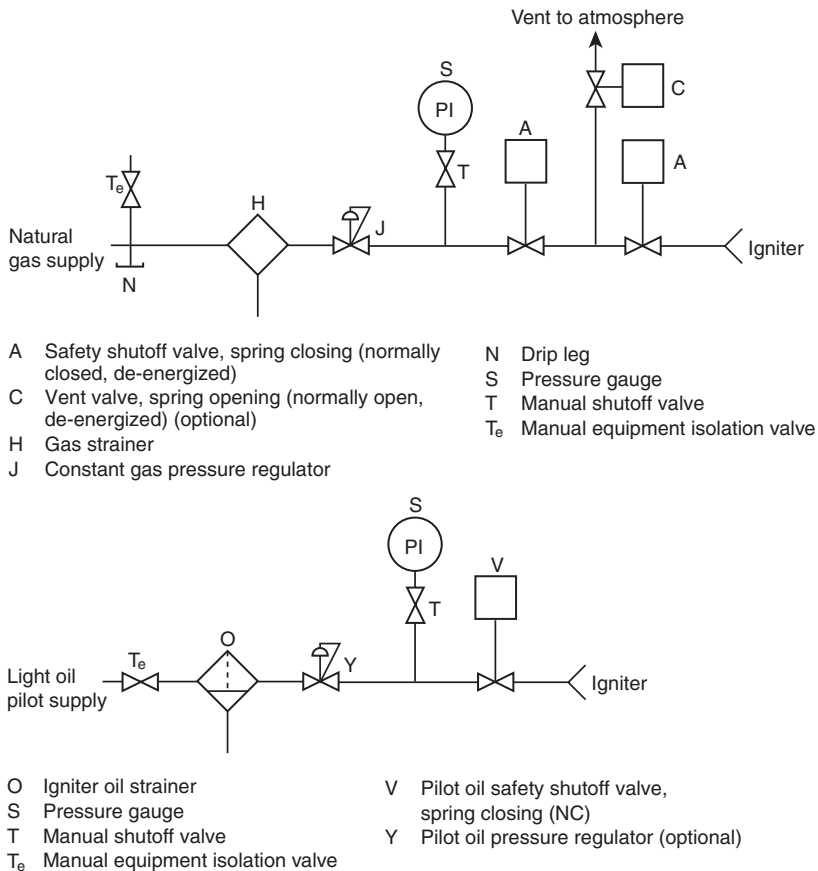 Vent to atmosphere
S
PI
C
A
A
Te
T
H
J
Natural
gas supply
Igniter
N
A Safety shutoff valve, spring closing (normally
closed, de-energized)
C Vent valve, spring opening (normally open,
de-energized) (optional)
H Gas strainer
J Constant gas pressure regulator
N Drip leg
S Pressure gauge
T Manual shutoff valve
Te Manual equipment isolation valve
S
PI
V
T
O
Te
Y
Light oil
pilot supply
Igniter
O Igniter oil strainer
S Pressure gauge
T Manual shutoff valve
Te Manual equipment isolation valve
V Pilot oil safety shutoff valve,
spring closing (NC)
Y Pilot oil pressure regulator (optional)